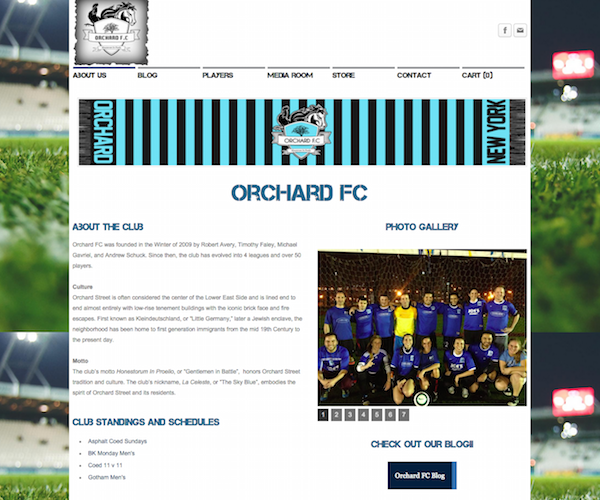 ORCHARD F.C
ABOUT US
BLOG
PLAYERS
MEDIA ROOM
STORE
CONTACT
CART (0)
ORCHARD
ORCHARD F.C
NEW YORK
ORCHARD FC
ABOUT THE CLUB
Orchard FC was founded in the Winter of 2009 by Robert Avery, Timothy Faley, Michael
Gavriel, and Andrew Schuck. Since then, the club has evolved into 4 leagues and over 50
players.
Culture
Orchard Street is often considered the center of the Lower East Side and is lined end to
end almost entirely with low-rise tenement buildings with the iconic brick face and fire
escapes. First known as Kleindeutschland, or "Little Germany," later a Jewish enclave, the
neighborhood has been home to first generation immigrants from the mid 19th Century to
the present day.
Motto
The club's motto Honestorum in Proelio, or "Gentlemen in Battle", honors Orchard Street
tradition and culture. The club's nickname, La Celeste, or "The Sky Blue", embodies the
spirit of Orchard Street and its residents.
CLUB STANDINGS AND SCHEDULES
Asphalt Coed Sundays
BK Monday Men's
Coed 11 v 11
Gotham Men's
PHOTO GALLERY
1 2 3 4 5 6 7
CHECK OUT OUR BLOG!!
Orchard FC Blog